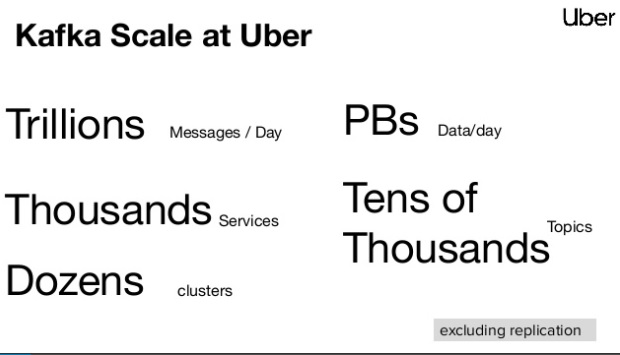 Uber
Kafka Scale at Uber
Trillions Messages / Day
PBs Data/day
Thousands Services
Tens of
Thousands Topics
Dozens clusters
excluding replication